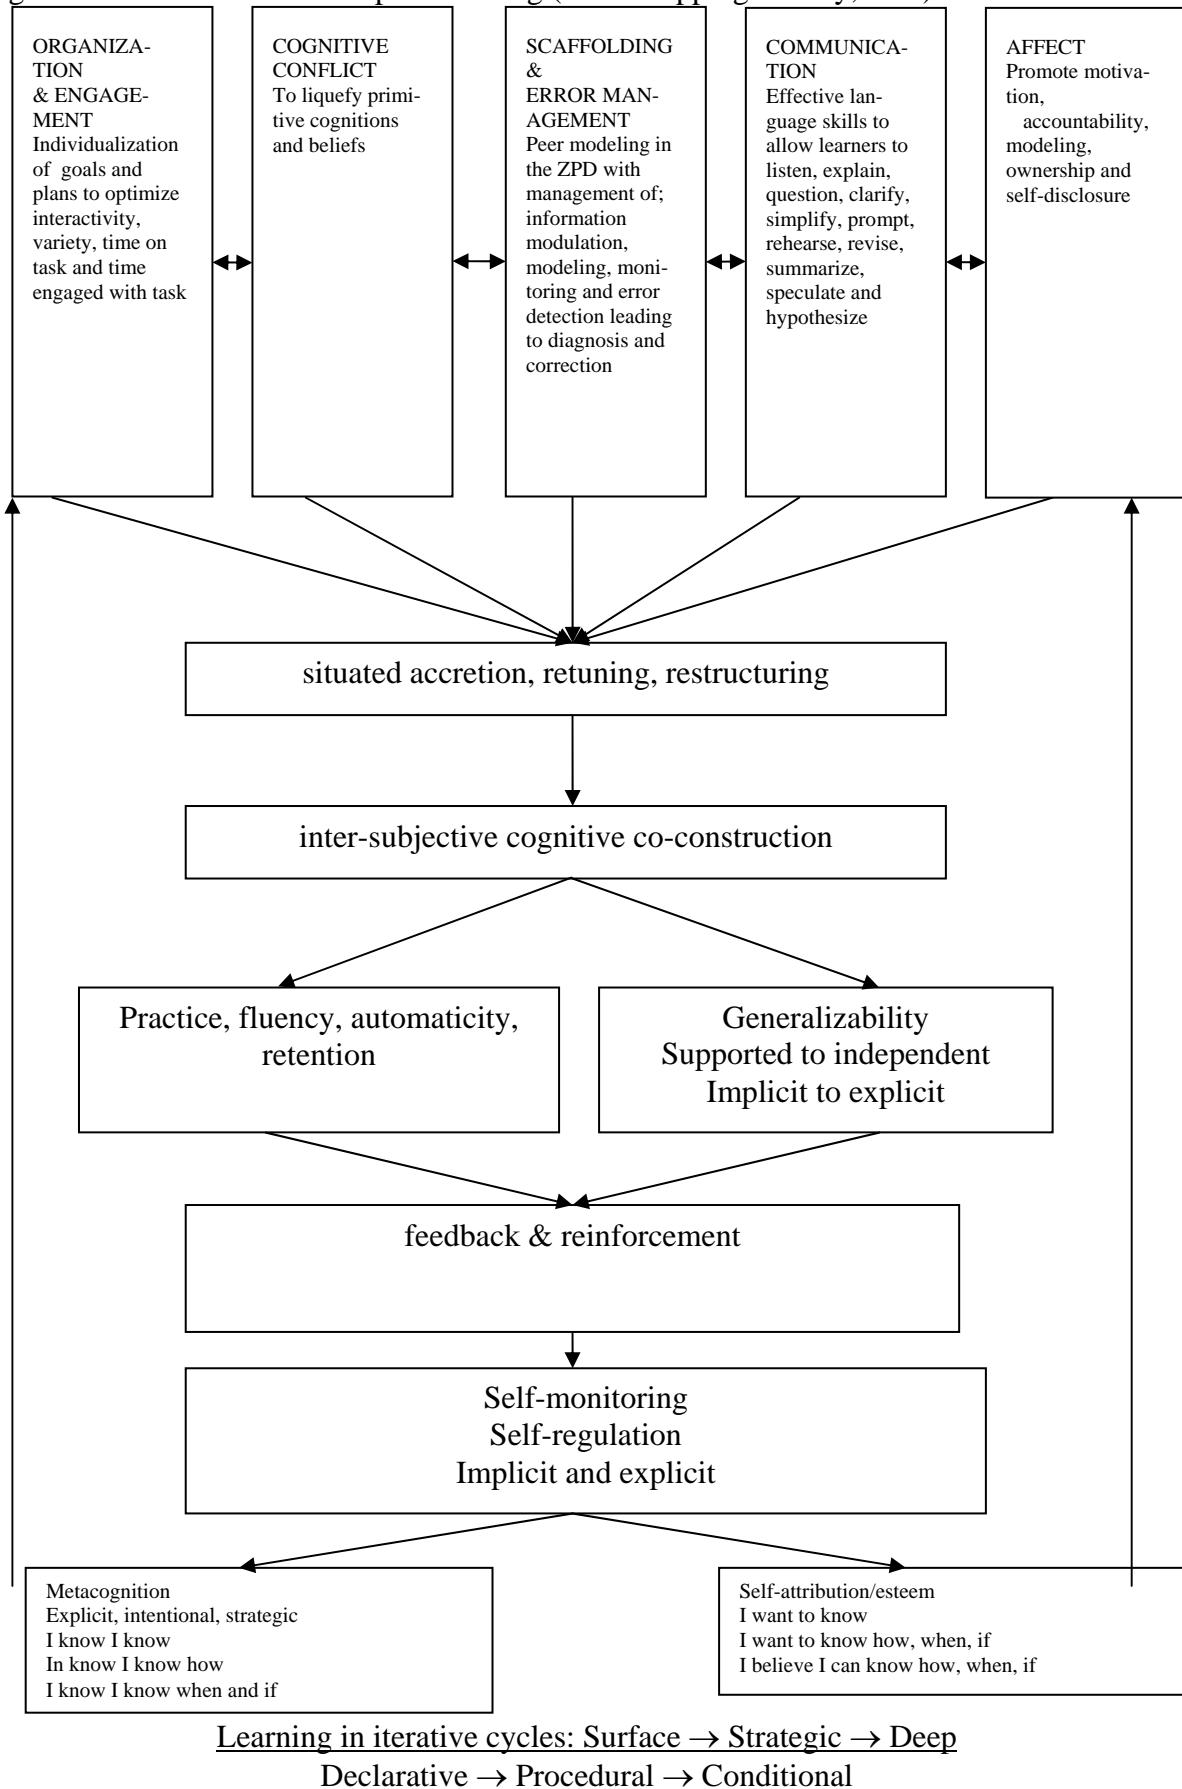 ORGANIZA-
TION
& ENGAGE-
MENT
Individualization
of goals and
plans to optimize
interactivity,
variety, time on
task and time
engaged with task
COGNITIVE
CONFLICT
To liquefy primi-
tive cognitions
and beliefs
SCAFFOLDING
&
ERROR MAN-
AGEMENT
Peer modeling in
the ZPD with
management of;
information
modulation,
modeling, moni-
toring and error
detection leading
to diagnosis and
correction
COMMUNICA-
TION
Effective lan-
guage skills to
allow learners to
listen, explain,
question, clarify,
simplify, prompt,
rehearse, revise,
summarize,
speculate and
hypothesize
AFFECT
Promote motiva-
tion,
accountability,
modeling,
ownership and
self-disclosure
situated accretion, retuning, restructuring
inter-subjective cognitive co-construction
Practice, fluency, automaticity,
retention
Generalizability
Supported to independent
Implicit to explicit
feedback & reinforcement
Self-monitoring
Self-regulation
Implicit and explicit
Metacognition
Explicit, intentional, strategic
I know I know
In know I know how
I know I know when and if
Self-attribution/esteem
I want to know
I want to know how, when, if
I believe I can know how, when, if
Learning in iterative cycles: Surface → Strategic → Deep
Declarative → Procedural → Conditional